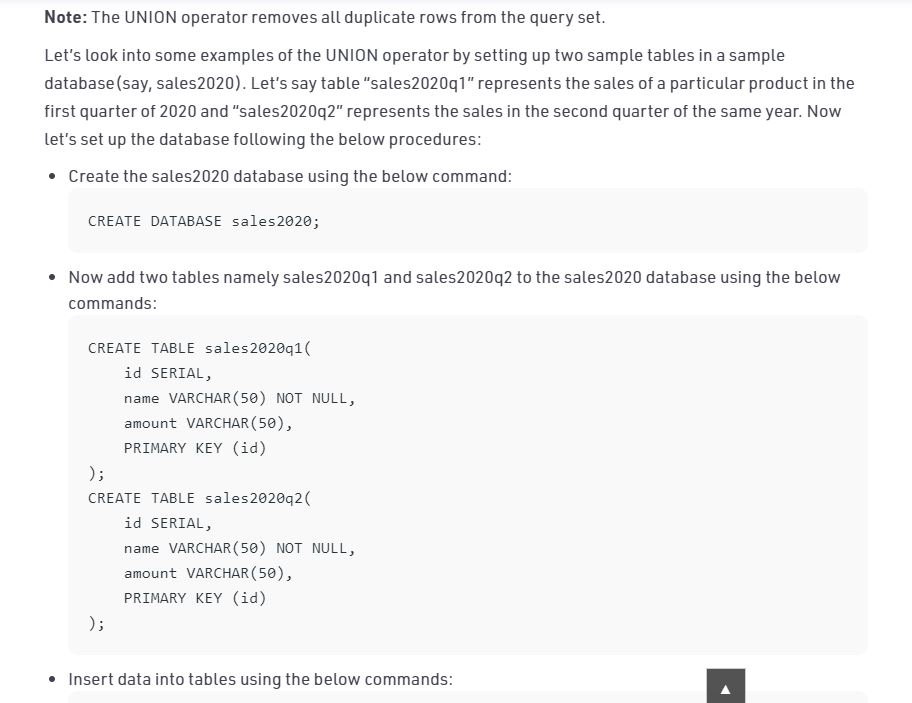 Note: The UNION operator removes all duplicate rows from the query set.
Let's look into some examples of the UNION operator by setting up two sample tables in a sample
database(say, sales2020). Let's say table “sales2020q1” represents the sales of a particular product in the
first quarter of 2020 and “sales2020q2” represents the sales in the second quarter of the same year. Now
let's set up the database following the below procedures:
• Create the sales2020 database using the below command:
CREATE DATABASE sales2020;
• Now add two tables namely sales2020q1 and sales2020q2 to the sales2020 database using the below
commands:
CREATE TABLE sales2020q1(
    id SERIAL,
    name VARCHAR(50) NOT NULL,
    amount VARCHAR(50),
    PRIMARY KEY (id)
);
CREATE TABLE sales2020q2(
    id SERIAL,
    name VARCHAR(50) NOT NULL,
    amount VARCHAR(50),
    PRIMARY KEY (id)
);
• Insert data into tables using the below commands: